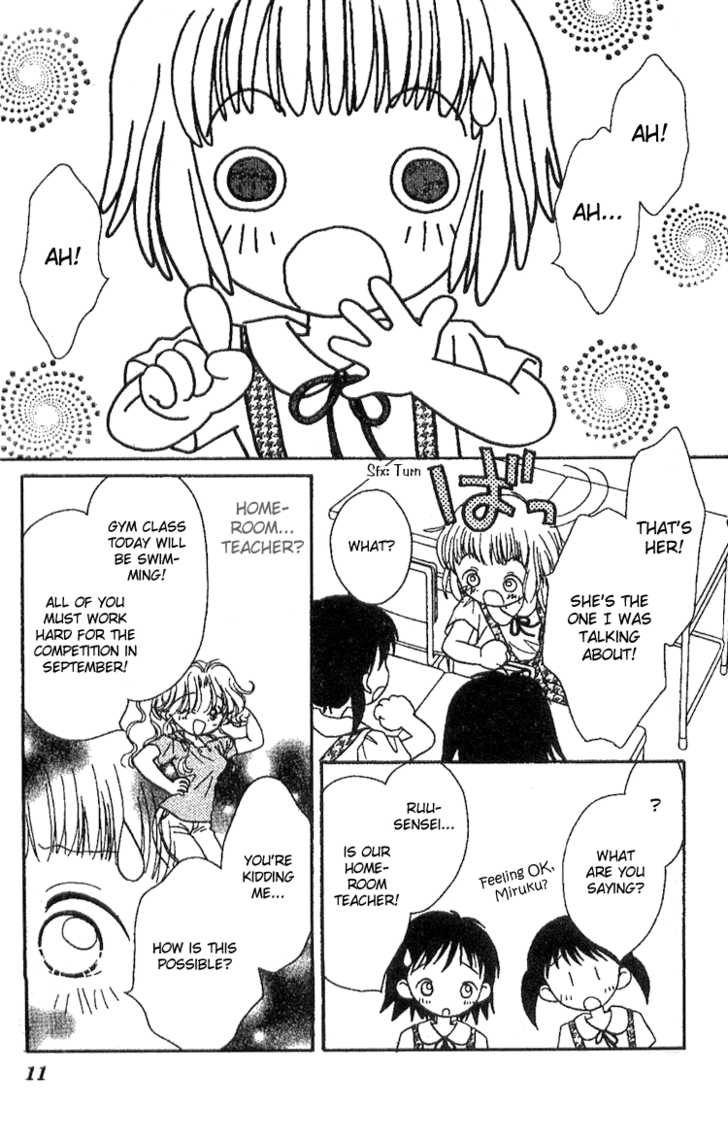 AH!
AH...
AH!
THAT'S
HER!
SHE'S THE
ONE I WAS
TALKING
ABOUT!
Sfx: Turn
ばっ
WHAT?
?
WHAT
ARE YOU
SAYING?
Feeling OK,
Miruku?
RUU-
SENSEI...
IS OUR
HOME-
ROOM
TEACHER!
HOME-
ROOM...
TEACHER?
GYM CLASS
TODAY WILL
BE SWIM-
MING!
ALL OF YOU
MUST WORK
HARD FOR THE
COMPETITION IN
SEPTEMBER!
YOU'RE
KIDDING
ME...
HOW IS THIS
POSSIBLE?
11